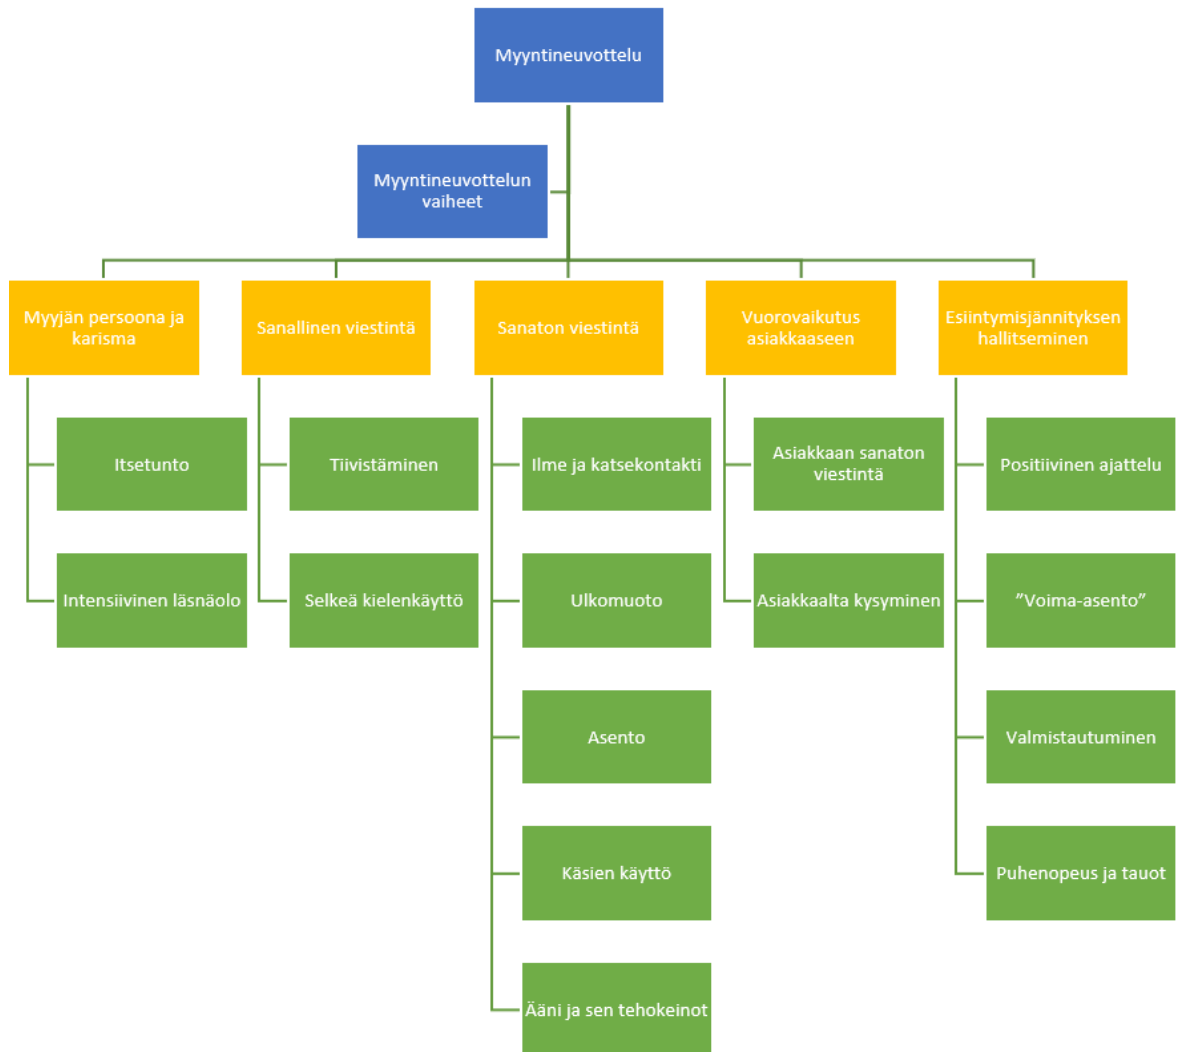 Myyntineuvottelu
Myyntineuvottelun
vaiheet
Myyjän persoona ja
karisma
Sanallinen viestintä
Sanaton viestintä
Vuorovaikutus
asiakkaaseen
Esiintymisjännityksen
hallitseminen
Itsetunto
Intensiivinen läsnäolo
Tiivistäminen
Selkeä kielenkäyttö
Ilme ja katsekontakti
Ulkomuoto
Asento
Käsien käyttö
Ääni ja sen tehokeinot
Asiakkaan sanaton
viestintä
Asiakkaalta kysyminen
Positiivinen ajattelu
”Voima-asento”
Valmistautuminen
Puhenopeus ja tauot